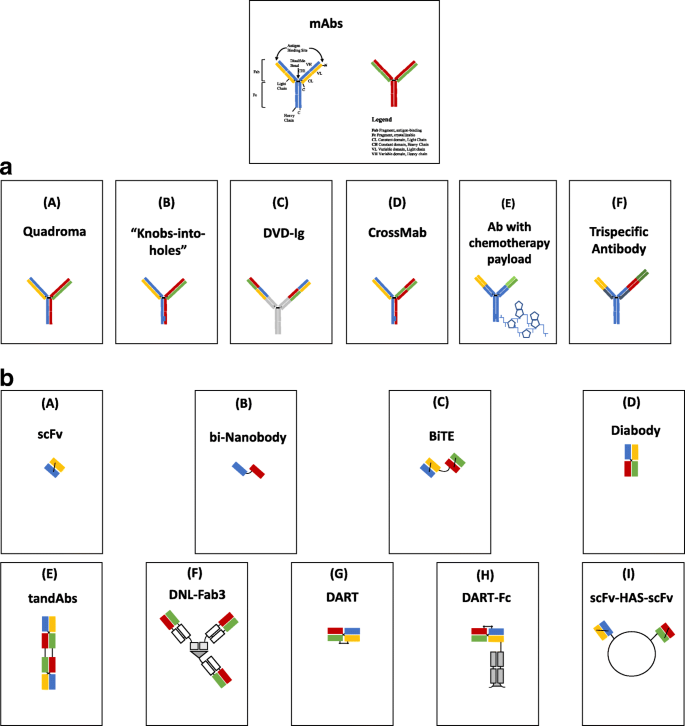 mAbs
Antigen
Binding Site
Disulfide
Bond
VH
CH
VL
Fab
CL
Light
Chain
Fc
Heavy
Chain
C
Legend
Fab Fragment, antigen-binding
Fc Fragment, crystallizable
CL Constant domain, Light Chain
CH Constant domain, Heavy Chain
VL Variable domain, Light chain
VH Variable domain, Heavy chain
a
(A)
Quadroma
(B)
“Knobs-into-
holes”
(C)
DVD-Ig
(D)
CrossMab
(E)
Ab with
chemotherapy
payload
(F)
Trispecific
Antibody
b
(A)
scFv
(B)
bi-Nanobody
(C)
BiTE
(D)
Diabody
(E)
tandAbs
(F)
DNL-Fab3
(G)
DART
(H)
DART-Fc
(I)
scFv-HAS-scFv